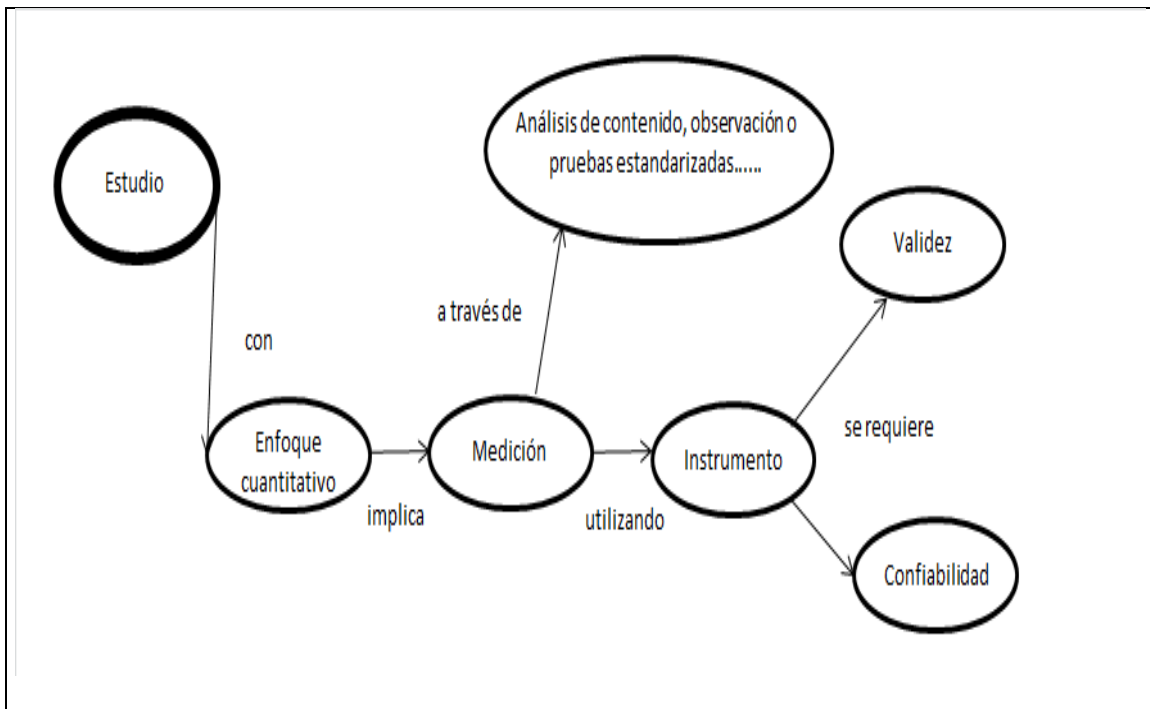 Análisis de contenido, observación o
pruebas estandarizadas......
Estudio
Validez
a través de
con
se requiere
Enfoque
cuantitativo
Medición
Instrumento
implica
utilizando
Confiabilidad